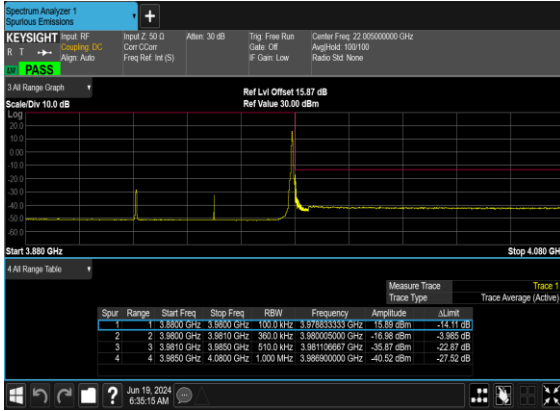 Spectrum Analyzer 1
Spurious Emissions
+
KEYSIGHT Input: RF Input Z: 50 Ω Atten: 30 dB Trig: Free Run Center Freq: 22.005000000 GHz
R T Coupling: DC Corr CCorr Gate: Off Avg|Hold: 100/100
Align: Auto Freq Ref: Int (S) IF Gain: Low Radio Std: None
PASS
3 All Range Graph
Ref Lvl Offset 15.87 dB
Scale/Div 10.0 dB Ref Value 30.00 dBm
Log
20.0
10.0
0.00
-10.0
-20.0
-30.0
-40.0
-50.0
-60.0
Start 3.880 GHz Stop 4.080 GH
4 All Range Table
Measure Trace Trace 1
Trace Type Trace Average (Active)
Spur Range Start Freq Stop Freq RBW Frequency Amplitude ΔLimit
1 1 3.8800 GHz 3.9800 GHz 100.0 kHz 3.978833333 GHz 15.89 dBm -14.11 dB
2 2 3.9800 GHz 3.9810 GHz 360.0 kHz 3.980005000 GHz -16.98 dBm -3.985 dB
3 3 3.9810 GHz 3.9850 GHz 510.0 kHz 3.981106667 GHz -35.87 dBm -22.87 dB
4 4 3.9850 GHz 4.0800 GHz 1.000 MHz 3.986900000 GHz -40.52 dBm -27.52 dB
?
Jun 19, 2024
6:35:15 AM